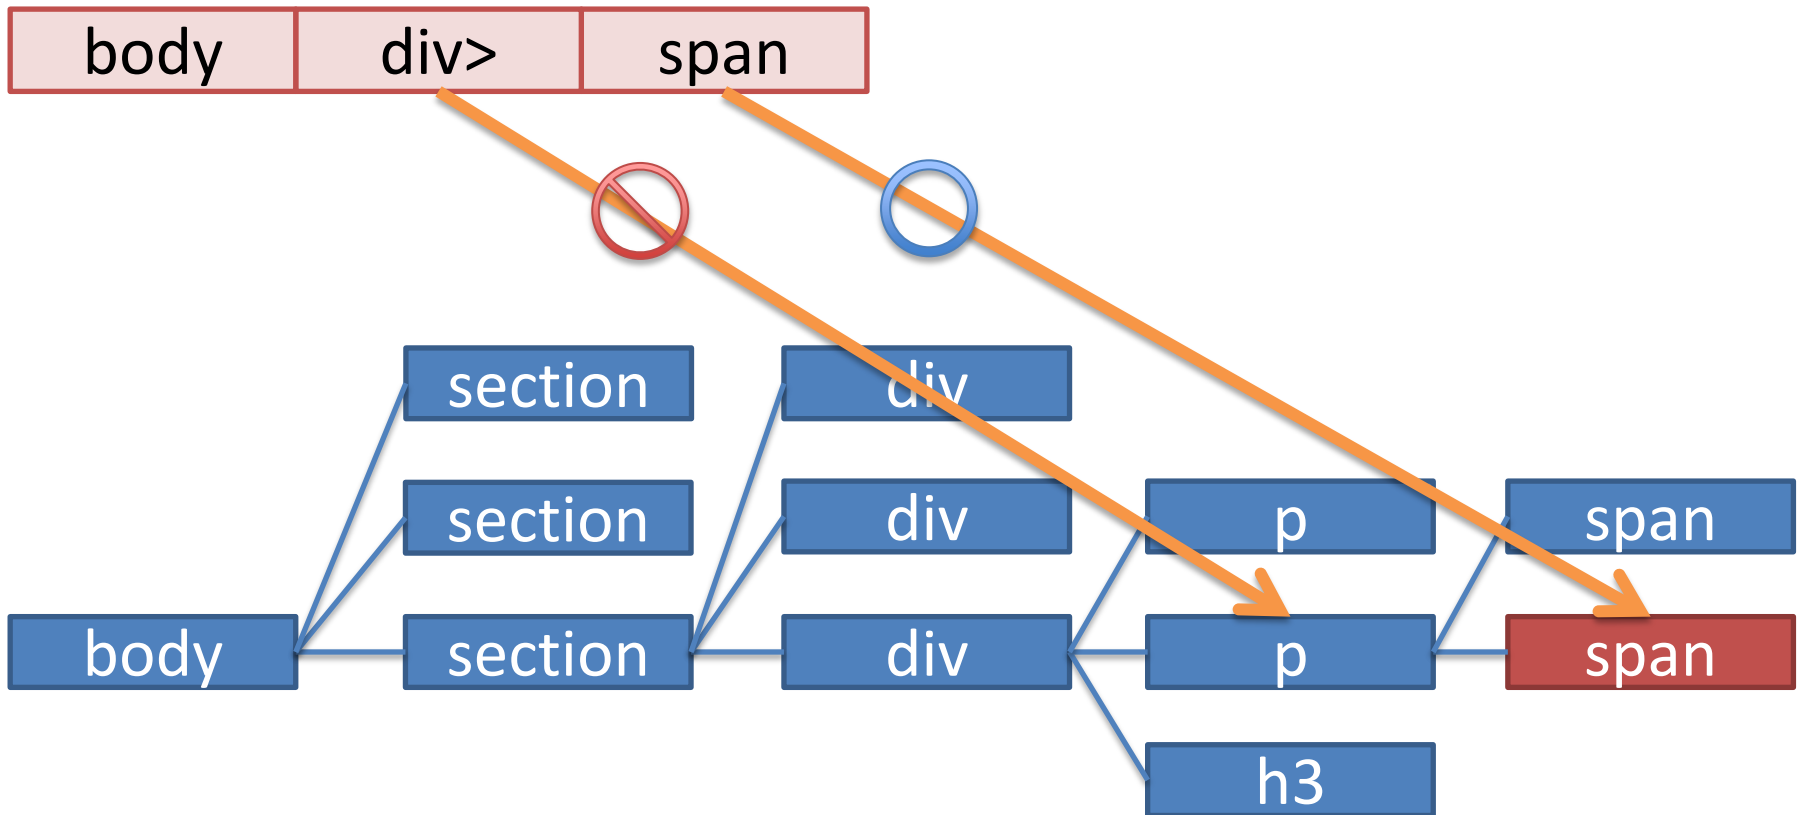 body div> span
section div
section div p span
body section div p span
h3